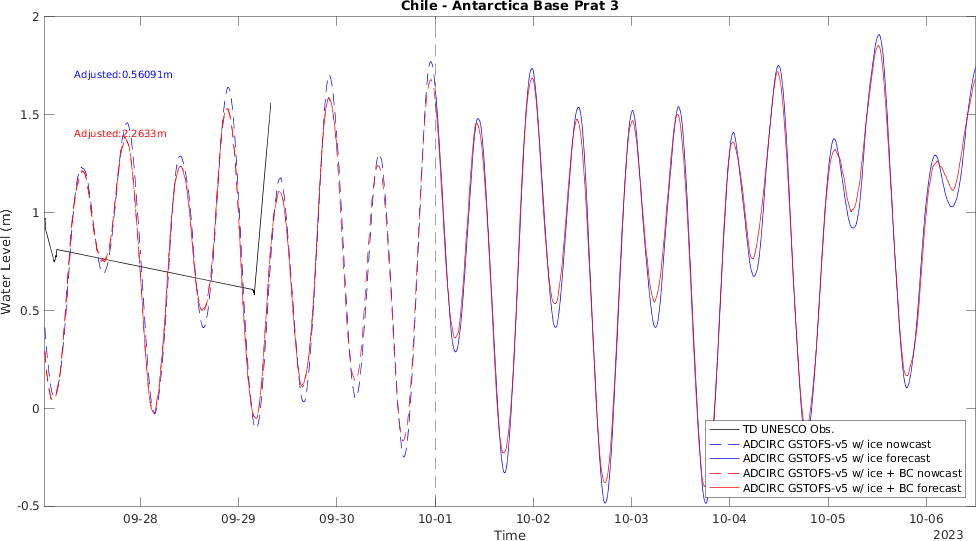 Chile - Antarctica Base Prat 3
2
1.5
1
0.5
0
-0.5
Water Level (m)
Adjusted:0.56091m
Adjusted:2.2633m
TD UNESCO Obs.
ADCIRC GSTOFS-v5 w/ ice nowcast
ADCIRC GSTOFS-v5 w/ ice forecast
ADCIRC GSTOFS-v5 w/ ice + BC nowcast
ADCIRC GSTOFS-v5 w/ ice + BC forecast
09-28 09-29 09-30 10-01 10-02 10-03 10-04 10-05 10-06
Time
2023